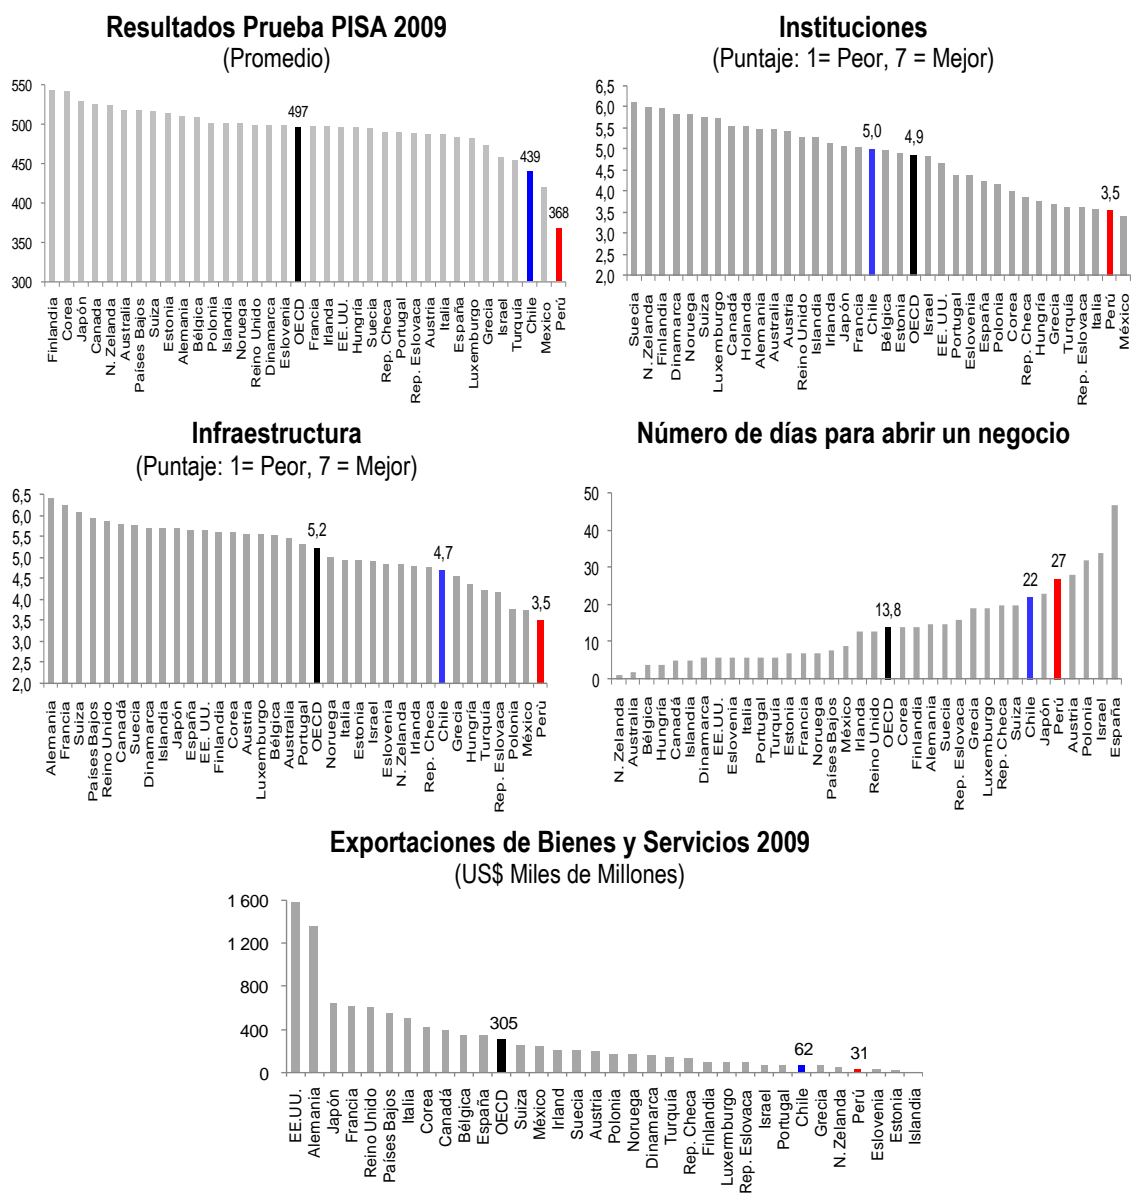 Resultados Prueba PISA 2009
(Promedio)
550
500
450
400
350
300
497
439
368
Finlandia
Corea
Japón
Canada
N. Zelanda
Australia
Países Bajos
Suiza
Estonia
Alemania
Bélgica
Polonia
Islandia
Noruega
Reino Unido
Dinamarca
Eslovenia
OECD
Francia
Irlanda
EE.UU.
Hungría
Suecia
Rep. Checa
Portugal
Rep. Eslovaca
Austria
Italia
España
Luxemburgo
Grecia
Israel
Turquía
Chile
Mexico
Perú
Instituciones
(Puntaje: 1= Peor, 7 = Mejor)
6,5
6,0
5,5
5,0
4,5
4,0
3,5
3,0
2,5
2,0
5,0
4,9
3,5
Suecia
N. Zelanda
Finlandia
Dinamarca
Noruega
Suiza
Luxemburgo
Canadá
Holanda
Alemania
Australia
Austria
Reino Unido
Islandia
Irlanda
Japón
Francia
Chile
Bélgica
Estonia
OECD
Israel
EE. UU.
Portugal
Eslovenia
España
Polonia
Corea
Rep. Checa
Hungría
Grecia
Turquía
Rep. Eslovaca
Italia
Perú
México
Infraestructura
(Puntaje: 1= Peor, 7 = Mejor)
6,5
6,0
5,5
5,0
4,5
4,0
3,5
3,0
2,5
2,0
5,2
4,7
3,5
Alemania
Francia
Suiza
Países Bajos
Reino Unido
Canadá
Dinamarca
Islandia
Japón
España
EE. UU.
Finlandia
Corea
Austria
Luxemburgo
Bélgica
Australia
Portugal
OECD
Noruega
Italia
Estonia
Israel
Eslovenia
N. Zelanda
Irlanda
Rep. Checa
Chile
Grecia
Hungría
Turquía
Rep. Eslovaca
Polonia
México
Perú
Número de días para abrir un negocio
50
40
30
20
10
0
13,8
22
27
N. Zelanda
Australia
Bélgica
Hungría
Canadá
Islandia
Dinamarca
EE.UU.
Eslovenia
Italia
Portugal
Turquía
Estonia
Francia
Noruega
Países Bajos
México
Irlanda
Reino Unido
OECD
Corea
Finlandia
Alemania
Suecia
Rep. Eslovaca
Grecia
Luxemburgo
Rep. Checa
Suiza
Chile
Japón
Perú
Austria
Polonia
Israel
España
Exportaciones de Bienes y Servicios 2009
(US$ Miles de Millones)
1 600
1 200
800
400
0
305
62
31
EE.UU.
Alemania
Japón
Francia
Reino Unido
Países Bajos
Italia
Corea
Canadá
Bélgica
España
OECD
Suiza
México
Irland
Suecia
Austria
Polonia
Noruega
Dinamarca
Turquía
Rep. Checa
Finlandia
Luxermburgo
Rep. Eslovaca
Israel
Portugal
Chile
Grecia
N. Zelanda
Perú
Eslovenia
Estonia
Islandia